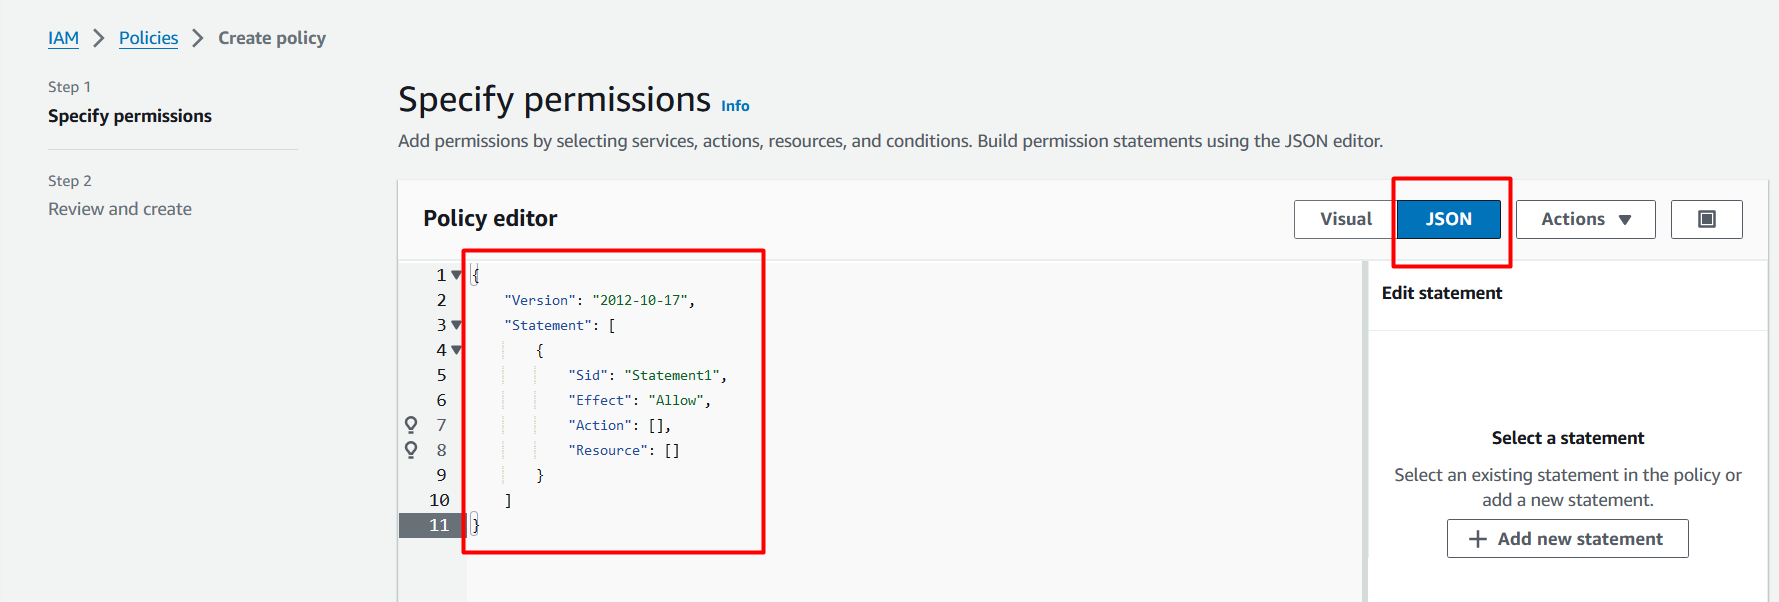 IAM > Policies > Create policy
Step 1
Specify permissions
Step 2
Review and create
Specify permissions Info
Add permissions by selecting services, actions, resources, and conditions. Build permission statements using the JSON editor.
Policy editor
Visual JSON Actions
1 {
2 "Version": "2012-10-17",
3 "Statement": [
4 {
5 "Sid": "Statement1",
6 "Effect": "Allow",
7 "Action": [],
8 "Resource": []
9 }
10 ]
11 }
Edit statement
Select a statement
Select an existing statement in the policy or
add a new statement.
+ Add new statement